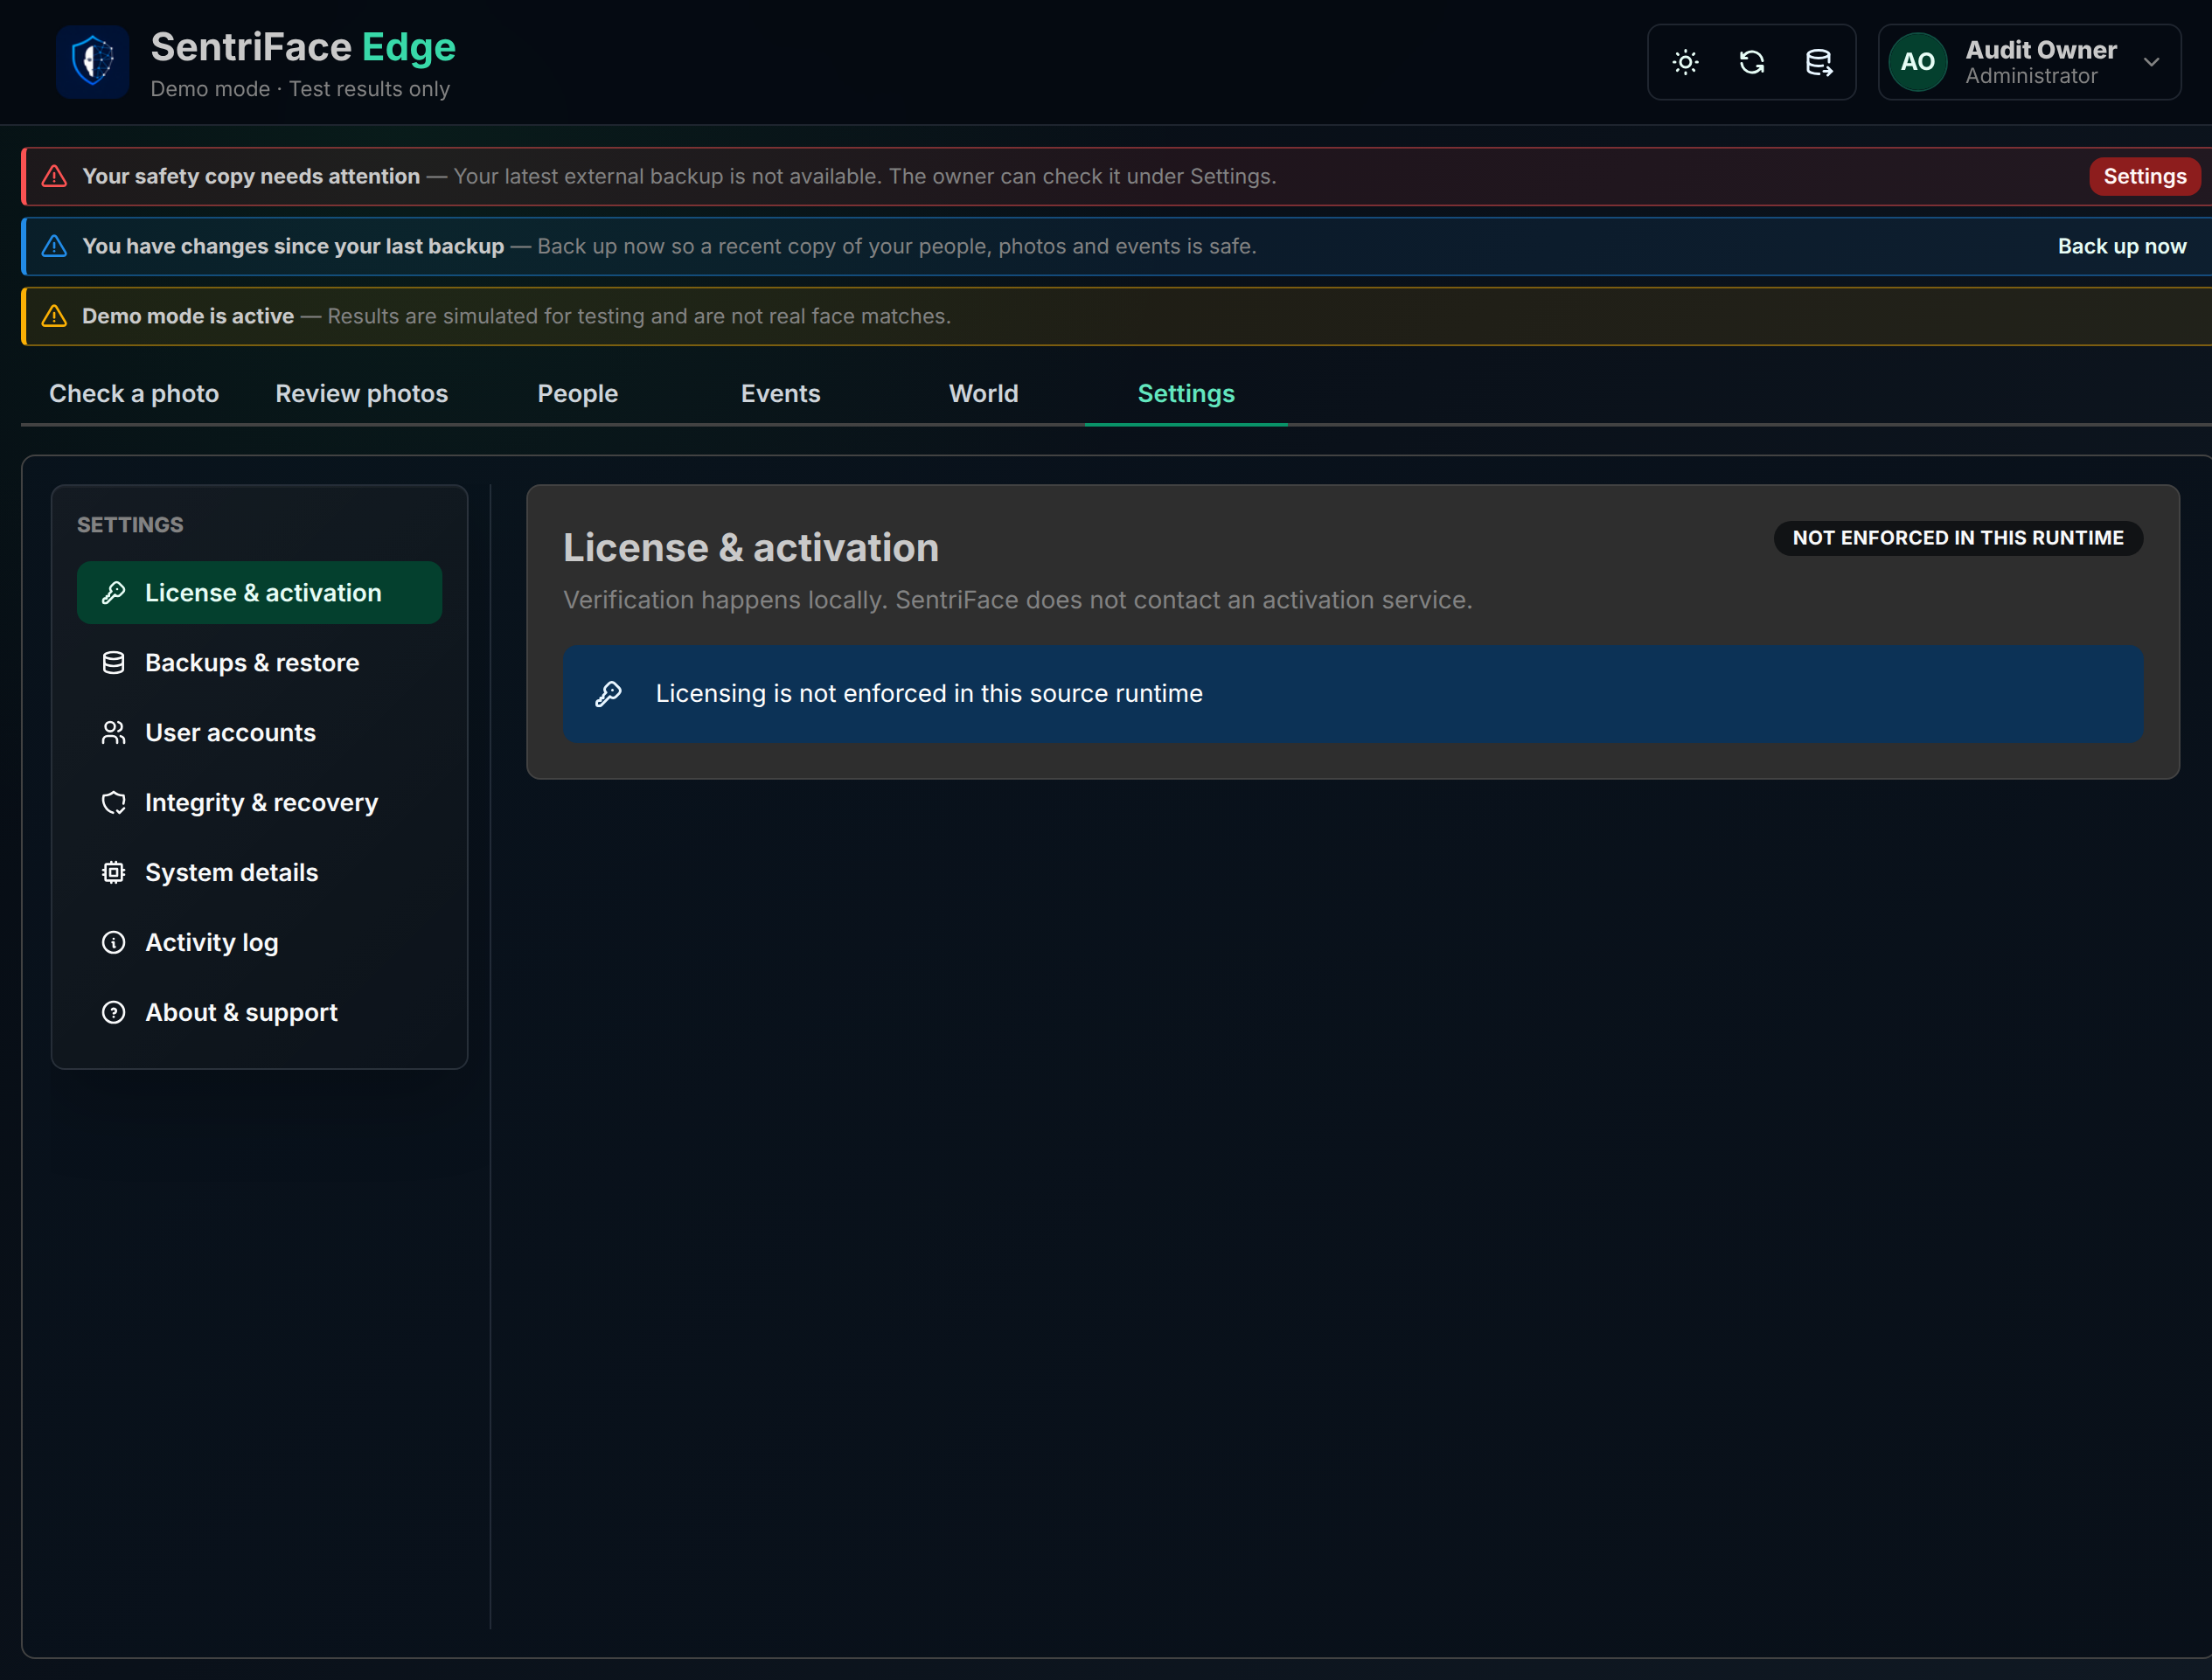 SentriFace Edge
Demo mode · Test results only
AO
Audit Owner
Administrator
Your safety copy needs attention — Your latest external backup is not available. The owner can check it under Settings.
Settings
You have changes since your last backup — Back up now so a recent copy of your people, photos and events is safe.
Back up now
Demo mode is active — Results are simulated for testing and are not real face matches.
Check a photo
Review photos
People
Events
World
Settings
SETTINGS
License & activation
Backups & restore
User accounts
Integrity & recovery
System details
Activity log
About & support
License & activation
NOT ENFORCED IN THIS RUNTIME
Verification happens locally. SentriFace does not contact an activation service.
Licensing is not enforced in this source runtime